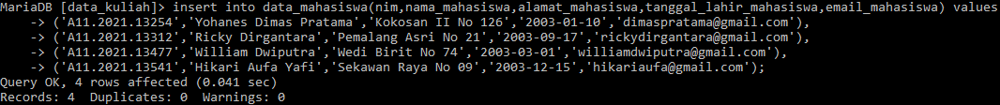 MariaDB [data_kuliah]> insert into data_mahasiswa(nim,nama_mahasiswa,alamat_mahasiswa,tanggal_lahir_mahasiswa,email_mahasiswa) values
-> ('A11.2021.13254','Yohanes Dimas Pratama','Kokosan II No 126','2003-01-10','dimaspratama@gmail.com'),
-> ('A11.2021.13312','Ricky Dirgantara','Pemalang Asri No 21','2003-09-17','rickydirgantara@gmail.com'),
-> ('A11.2021.13477','William Dwiputra','Wedi Birit No 74','2003-03-01','williamdwiputra@gmail.com'),
-> ('A11.2021.13541','Hikari Aufa Yafi','Sekawan Raya No 09','2003-12-15','hikariaufa@gmail.com');
Query OK, 4 rows affected (0.041 sec)
Records: 4  Duplicates: 0  Warnings: 0